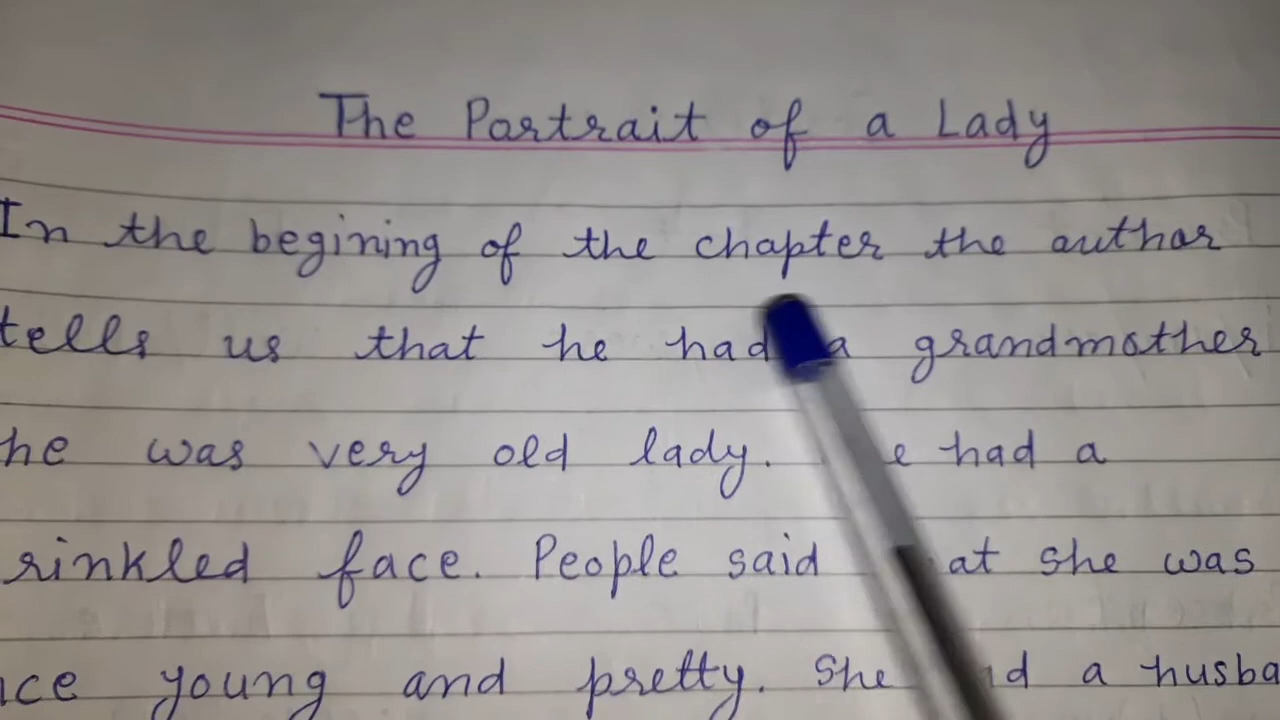 The Portrait of a Lady
In the begining of the chapter the author
tells us that he had a grandmother
he was very old lady. e had a
rinkled face. People said at she was
ce young and pretty. She d a husba